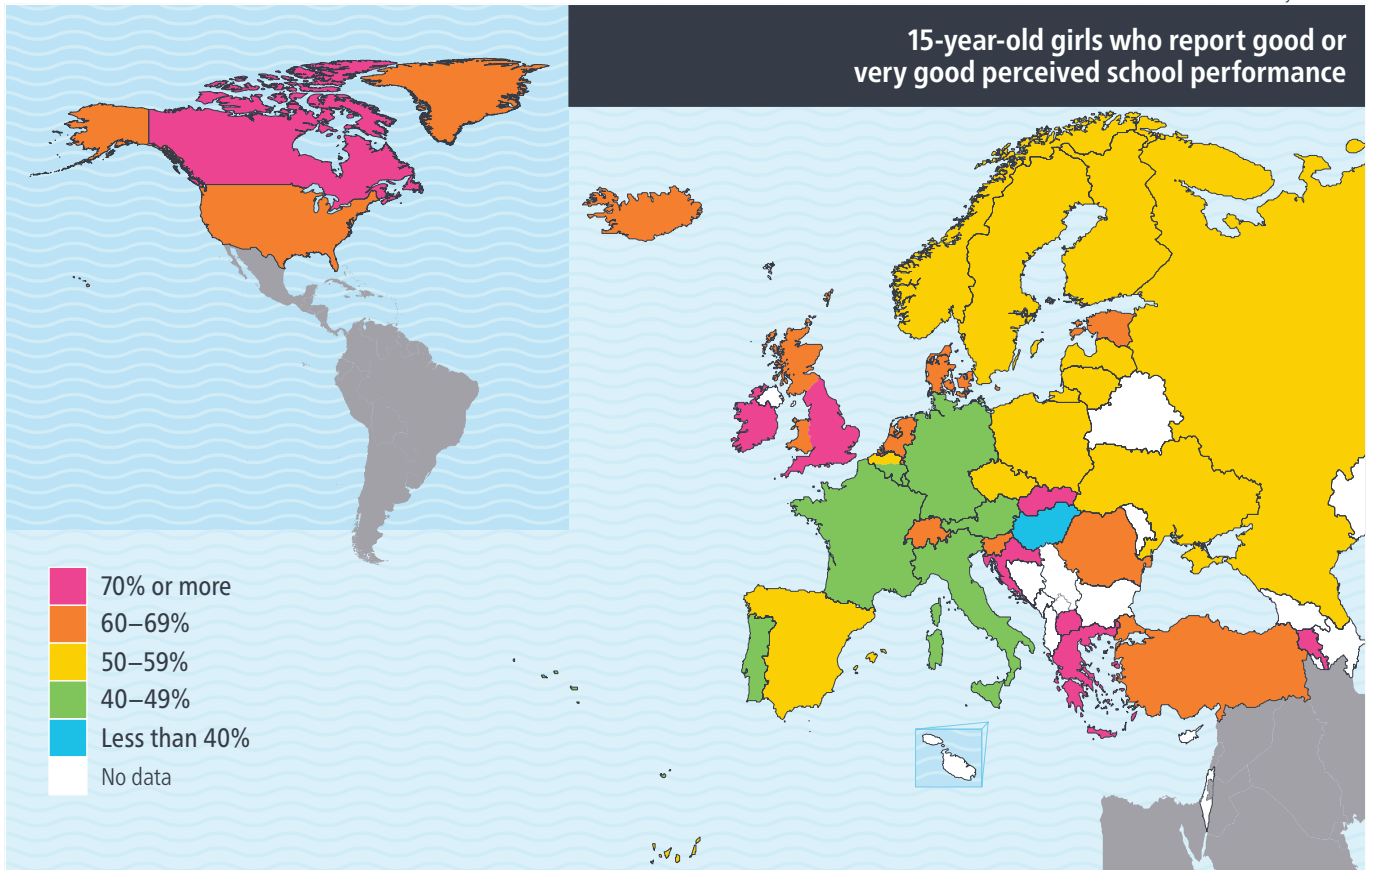 15-year-old girls who report good or
very good perceived school performance
70% or more
60–69%
50–59%
40–49%
Less than 40%
No data